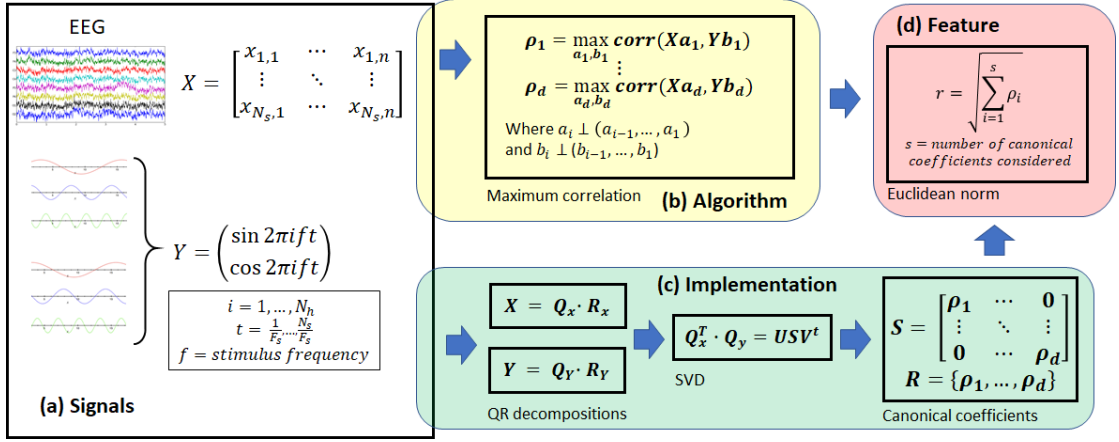 EEG
X = [x_{1,1} ⋯ x_{1,n}
⋮ ⋱ ⋮
x_{N_s,1} ⋯ x_{N_s,n}]
Y = (sin 2πift
cos 2πift)
i = 1, … , N_h
t = 1/F_s, …, N_s/F_s
f = stimulus frequency
(a) Signals
ρ_1 = max_{a_1,b_1} corr(Xa_1, Yb_1)
⋮
ρ_d = max_{a_d,b_d} corr(Xa_d, Yb_d)
Where a_i ⊥ (a_{i−1}, … , a_1)
and b_i ⊥ (b_{i−1}, … , b_1)
Maximum correlation
(b) Algorithm
(c) Implementation
X = Q_x · R_x
Y = Q_Y · R_Y
QR decompositions
Q_x^T · Q_y = USV^t
SVD
S = [ρ_1 ⋯ 0
⋮ ⋱ ⋮
0 ⋯ ρ_d]
R = {ρ_1, … , ρ_d}
Canonical coefficients
(d) Feature
r = √(∑_{i=1}^{s} ρ_i)
s = number of canonical
coefficients considered
Euclidean norm